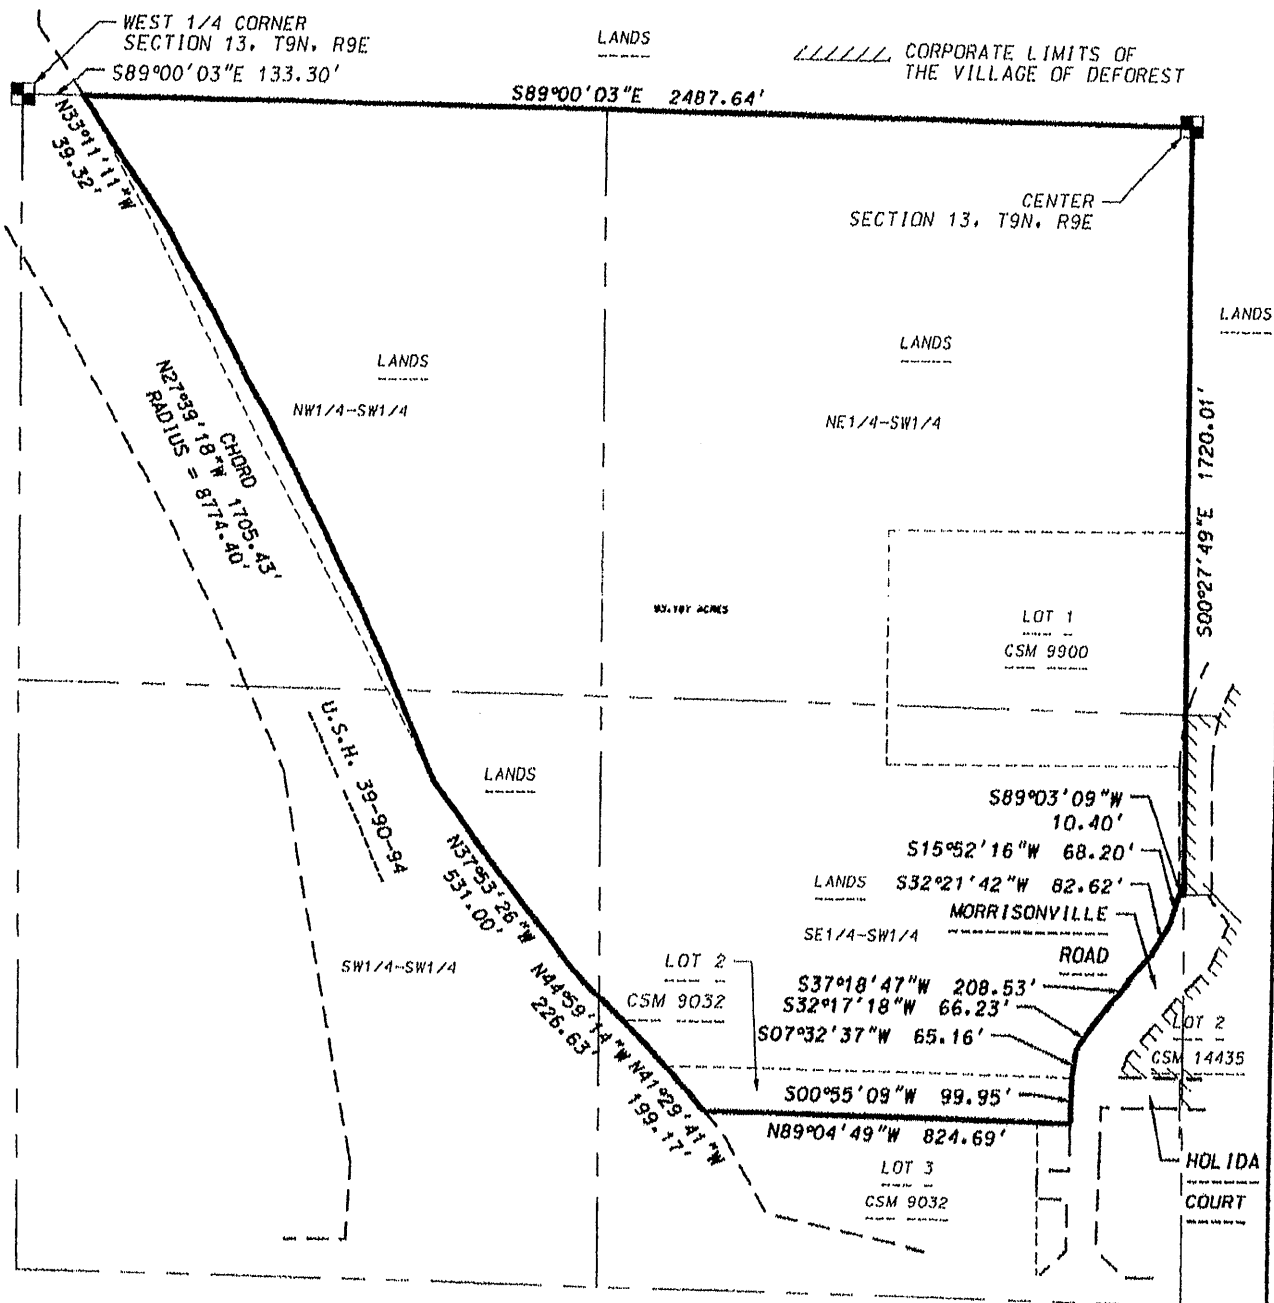 WEST 1/4 CORNER
SECTION 13, T9N, R9E
S89°00'03"E 133.30'
LANDS
CORPORATE LIMITS OF
THE VILLAGE OF DEFOREST
S89°00'03"E 2487.64'
N33°11'11"W
39.32'
CENTER
SECTION 13, T9N, R9E
LANDS
LANDS
LANDS
NW1/4-SW1/4
NE1/4-SW1/4
CHORD
N27°39'18"W 1705.43'
RADIUS = 8774.40'
S00°27'49"E 1720.01'
ACRES
LOT 1
CSM 9900
U.S.H. 39-90-94
LANDS
S89°03'09"W
10.40'
S15°52'16"W 68.20'
LANDS S32°21'42"W 82.62'
MORRISONVILLE
ROAD
SE1/4-SW1/4
N37°53'26"W
531.00'
SW1/4-SW1/4
LOT 2
CSM 9032
S37°18'47"W 208.53'
S32°17'18"W 66.23'
S07°32'37"W 65.16'
LOT 2
CSM 14435
N44°59'14"W
226.63'
S00°55'09"W 99.95'
N41°29'41"W
199.17'
N89°04'49"W 824.69'
LOT 3
CSM 9032
HOLIDA
COURT